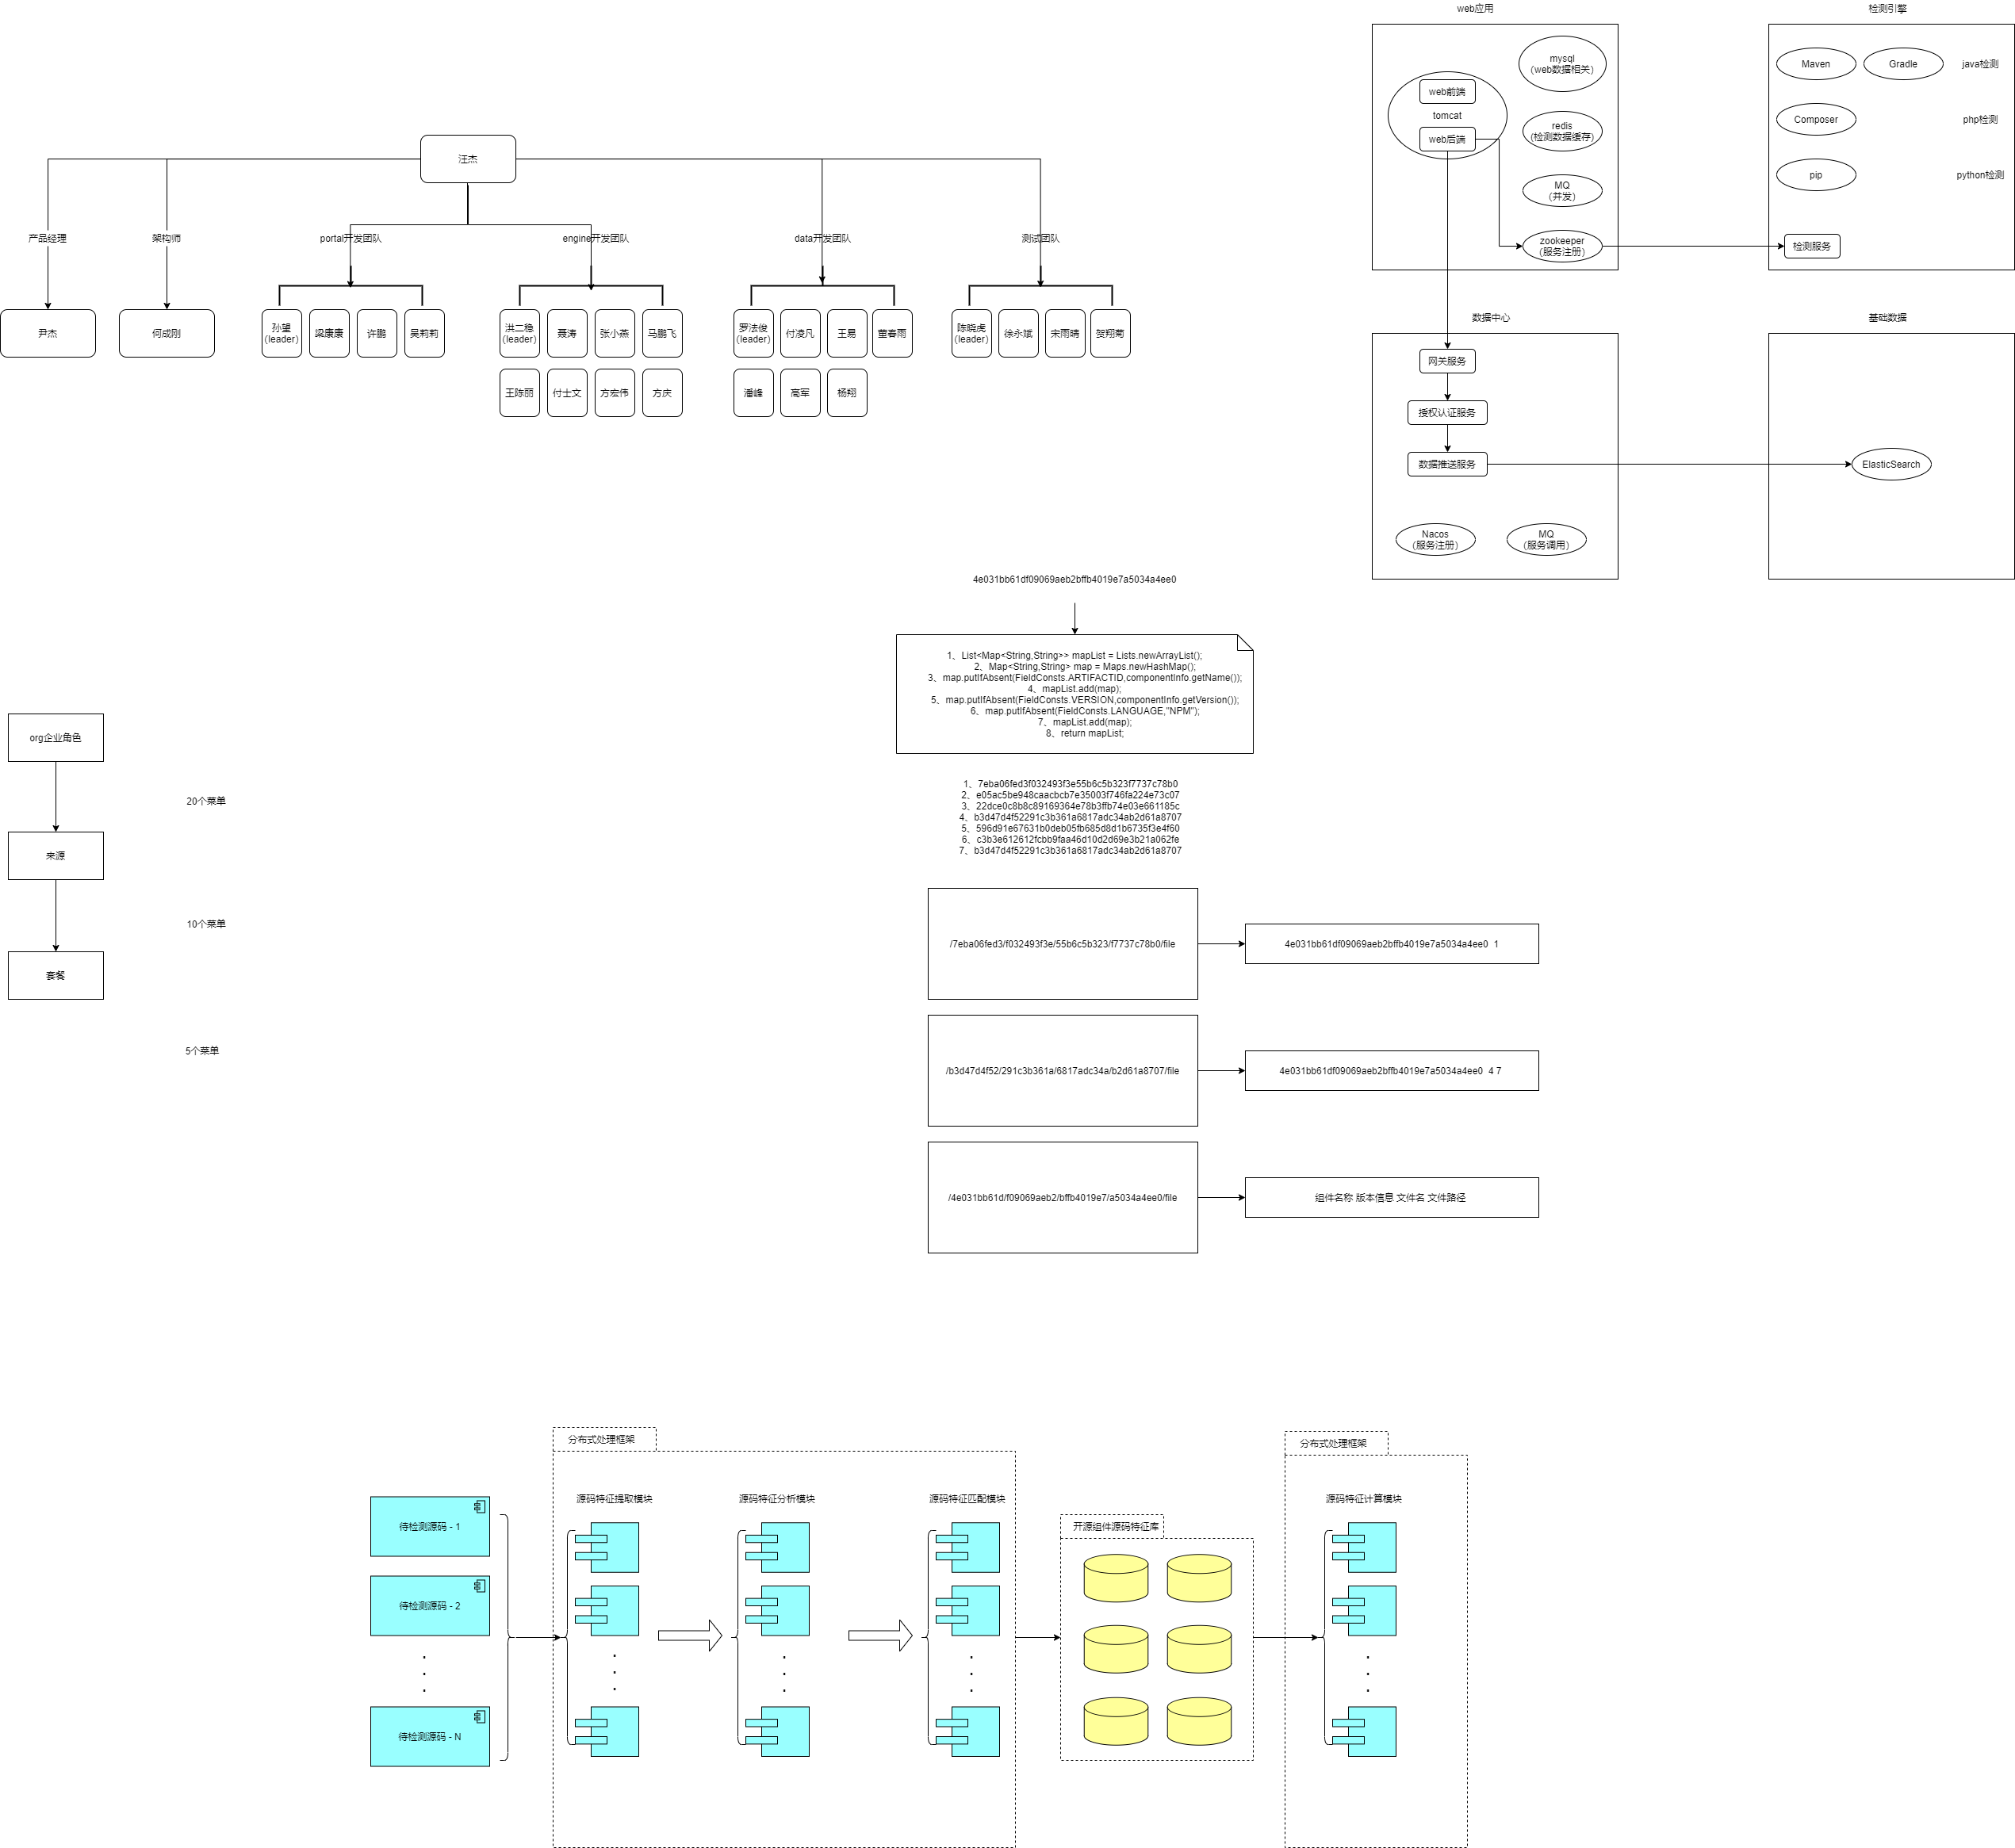 汪杰
产品经理
架构师
portal开发团队
engine开发团队
data开发团队
测试团队
尹杰
何成刚
孙望
(leader)
梁康康
许鹏
吴莉莉
洪二稳
(leader)
聂涛
张小燕
马鹏飞
罗法俊
(leader)
付凌凡
王易
董春雨
陈晓虎
(leader)
徐永斌
宋雨晴
贺翔菊
王陈丽
付士文
方宏伟
方庆
潘峰
高军
杨翔
web应用
mysql
(web数据相关)
web前端
tomcat
web后端
redis
(检测数据缓存)
MQ
(并发)
zookeeper
(服务注册)
检测引擎
Maven
Gradle
java检测
Composer
php检测
pip
python检测
检测服务
数据中心
网关服务
授权认证服务
数据推送服务
Nacos
(服务注册)
MQ
(服务调用)
基础数据
ElasticSearch
4e031bb61df09069aeb2bffb4019e7a5034a4ee0
1、List<Map<String,String>> mapList = Lists.newArrayList();
2、Map<String,String> map = Maps.newHashMap();
3、map.putIfAbsent(FieldConsts.ARTIFACTID,componentInfo.getName());
4、mapList.add(map);
5、map.putIfAbsent(FieldConsts.VERSION,componentInfo.getVersion());
6、map.putIfAbsent(FieldConsts.LANGUAGE,"NPM");
7、mapList.add(map);
8、return mapList;
1、7eba06fed3f032493f3e55b6c5b323f7737c78b0
2、e05ac5be948caacbcb7e35003f746fa224e73c07
3、22dce0c8b8c89169364e78b3ffb74e03e661185c
4、b3d47d4f52291c3b361a6817adc34ab2d61a8707
5、596d91e67631b0deb05fb685d8d1b6735f3e4f60
6、c3b3e612612fcbb9faa46d10d2d69e3b21a062fe
7、b3d47d4f52291c3b361a6817adc34ab2d61a8707
org企业角色
20个菜单
来源
10个菜单
套餐
5个菜单
/7eba06fed3/f032493f3e/55b6c5b323/f7737c78b0/file
4e031bb61df09069aeb2bffb4019e7a5034a4ee0 1
/b3d47d4f52/291c3b361a/6817adc34a/b2d61a8707/file
4e031bb61df09069aeb2bffb4019e7a5034a4ee0 4 7
/4e031bb61d/f09069aeb2/bffb4019e7/a5034a4ee0/file
组件名称 版本信息 文件名 文件路径
分布式处理框架
源码特征提取模块
源码特征分析模块
源码特征匹配模块
待检测源码 - 1
待检测源码 - 2
待检测源码 - N
开源组件源码特征库
分布式处理框架
源码特征计算模块